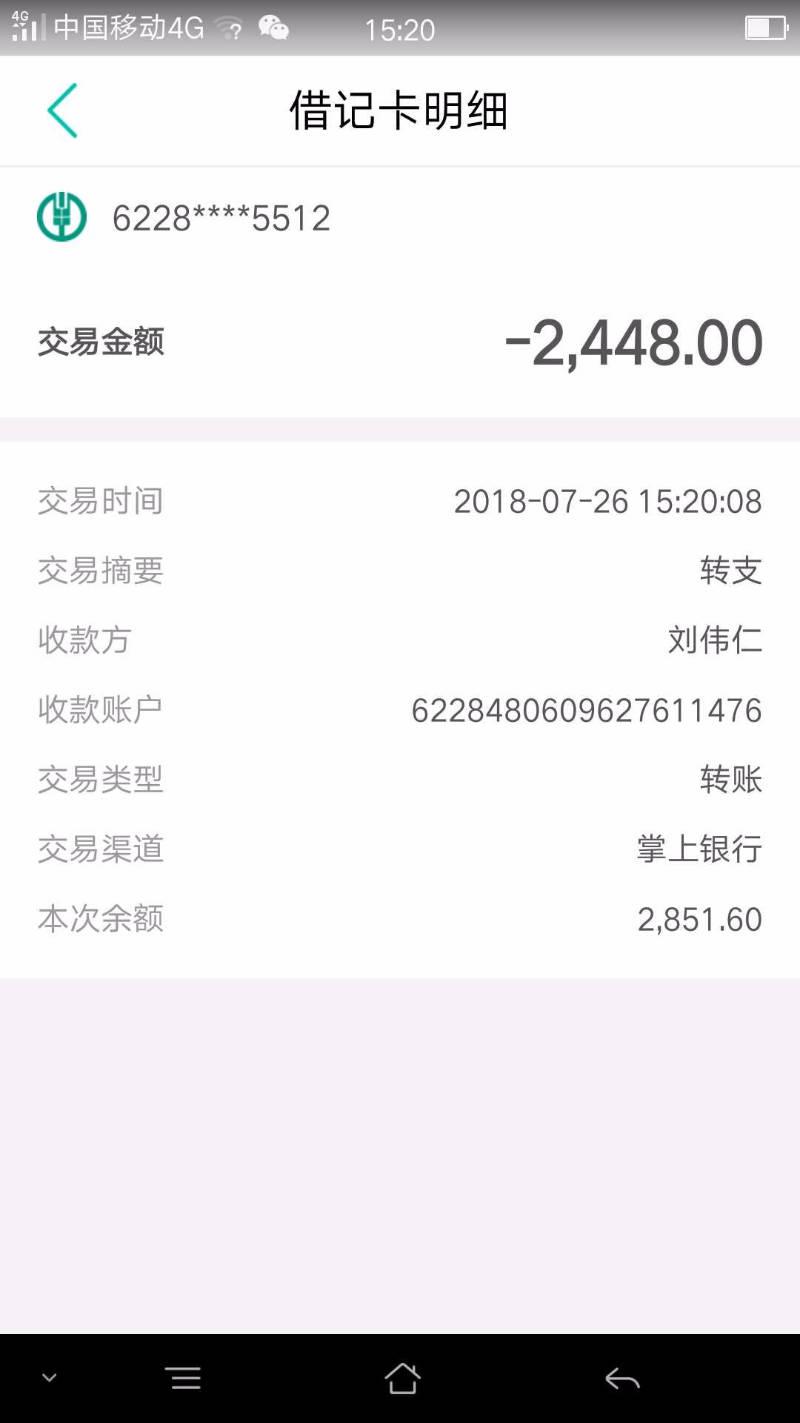 4G 中国移动4G 15:20
借记卡明细
6228****5512
交易金额 -2,448.00
交易时间 2018-07-26 15:20:08
交易摘要 转支
收款方 刘伟仁
收款账户 6228480609627611476
交易类型 转账
交易渠道 掌上银行
本次余额 2,851.60